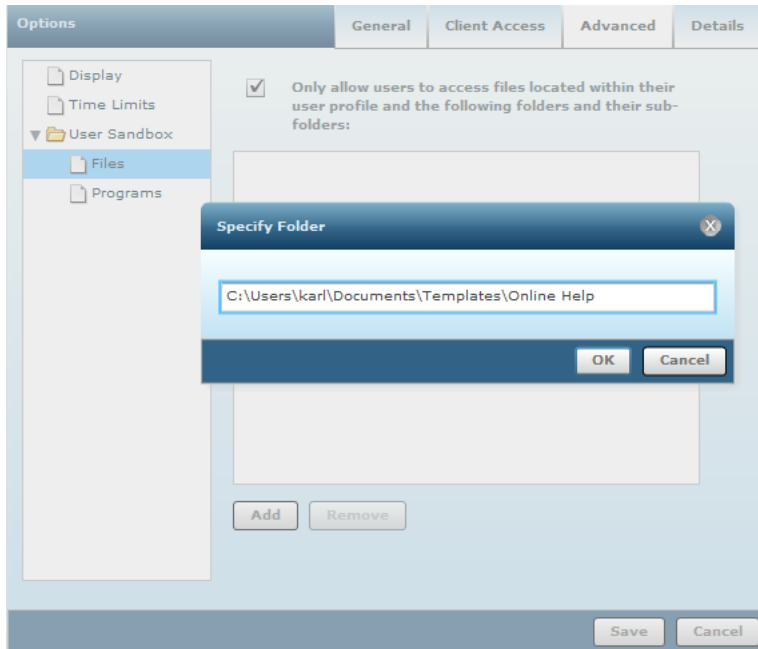 Options
General
Client Access
Advanced
Details
Display
Time Limits
User Sandbox
Files
Programs
Only allow users to access files located within their
user profile and the following folders and their sub-
folders:
Specify Folder
X
C:\Users\karl\Documents\Templates\Online Help
OK
Cancel
Add
Remove
Save
Cancel